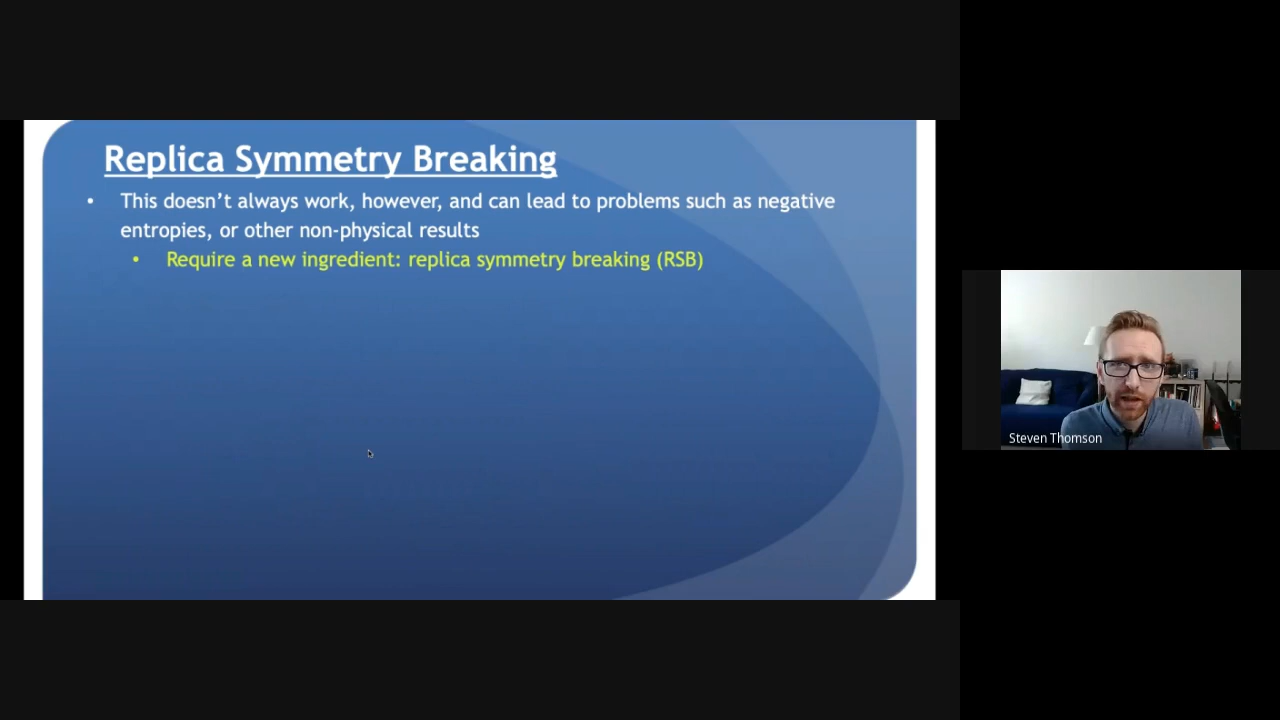 Replica Symmetry Breaking
• This doesn’t always work, however, and can lead to problems such as negative
entropies, or other non-physical results
• Require a new ingredient: replica symmetry breaking (RSB)
Steven Thomson